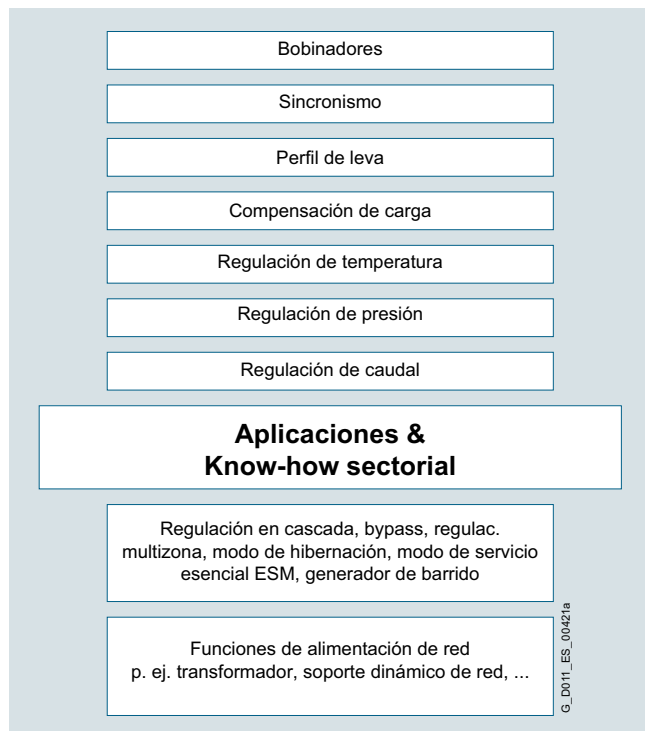 Bobinadores
Sincronismo
Perfil de leva
Compensación de carga
Regulación de temperatura
Regulación de presión
Regulación de caudal
Aplicaciones &
Know-how sectorial
Regulación en cascada, bypass, regulac.
multizona, modo de hibernación, modo de servicio
esencial ESM, generador de barrido
Funciones de alimentación de red
p. ej. transformador, soporte dinámico de red, ...
G_D011_ES_00421a